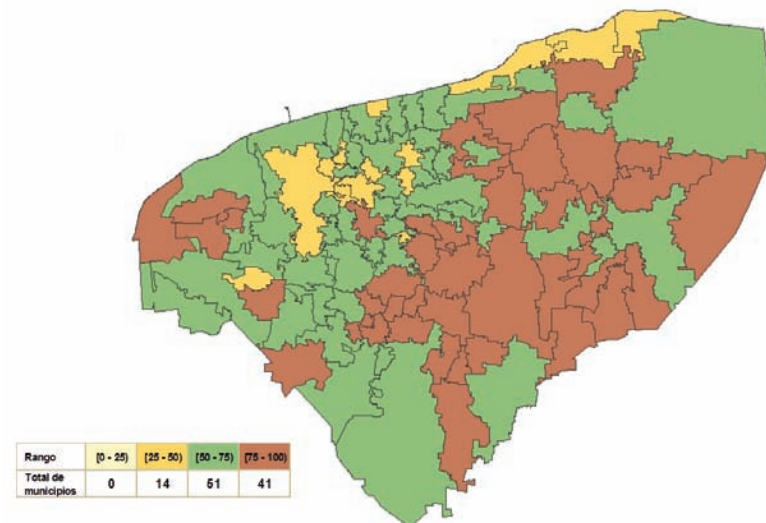 Rango [0 - 25) [25 - 50) [50 - 75) [75 - 100)
Total de
municipios 0 14 51 41